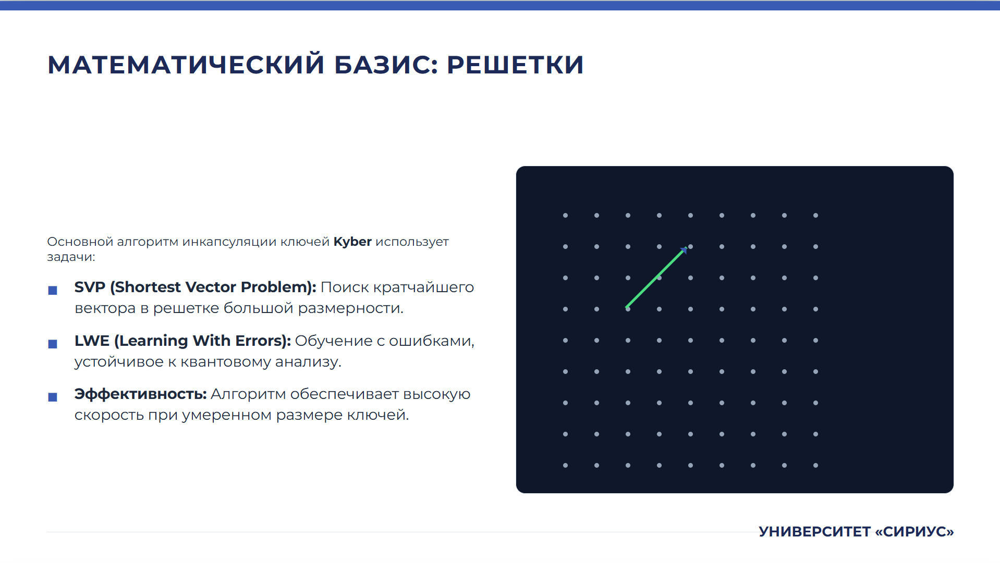 МАТЕМАТИЧЕСКИЙ БАЗИС: РЕШЕТКИ
Основной алгоритм инкапсуляции ключей Kyber использует
задачи:
SVP (Shortest Vector Problem): Поиск кратчайшего
вектора в решетке большой размерности.
LWE (Learning With Errors): Обучение с ошибками,
устойчивое к квантовому анализу.
Эффективность: Алгоритм обеспечивает высокую
скорость при умеренном размере ключей.
УНИВЕРСИТЕТ «СИРИУС»